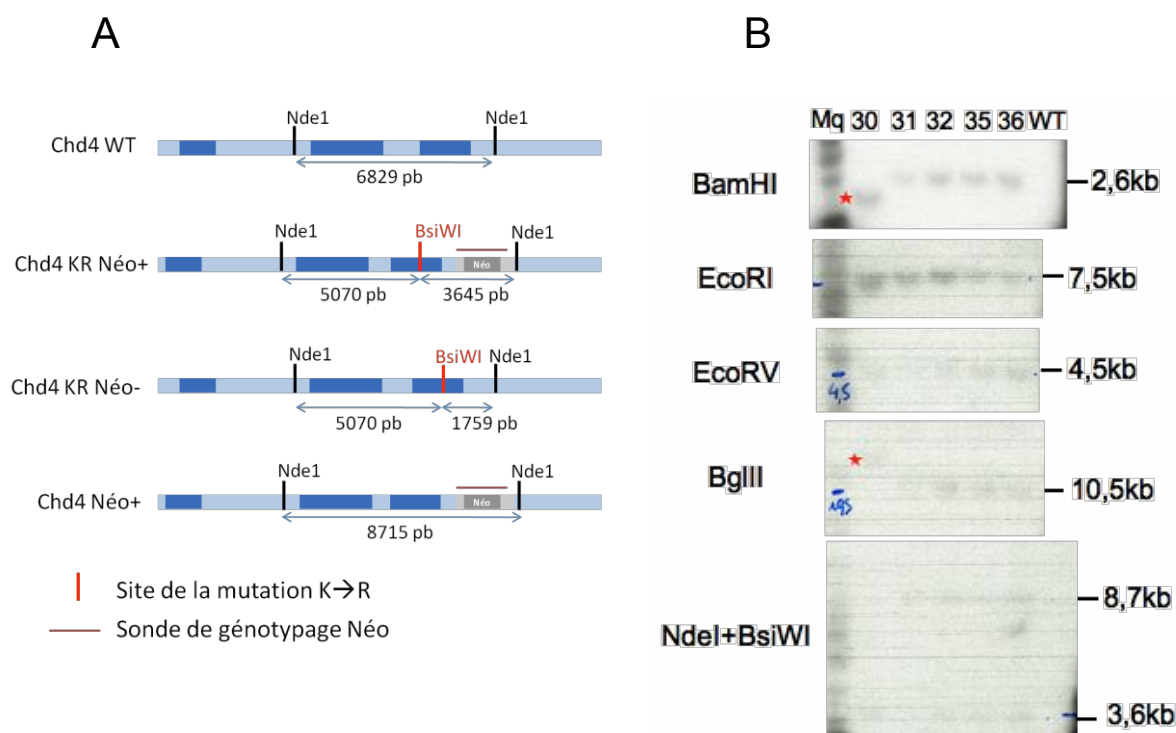 A
Nde1 Nde1
Chd4 WT
6829 pb
BsiWI
Nde1 Nde1
Chd4 KR Néo+
Néo
5070 pb 3645 pb
BsiWI
Nde1 Nde1
Chd4 KR Néo-
5070 pb 1759 pb
Nde1 Nde1
Chd4 Néo+
Néo
8715 pb
Site de la mutation K→R
Sonde de génotypage Néo
B
Mq 30 31 32 35 36 WT
BamHI 2,6kb
EcoRI 7,5kb
EcoRV 4,5 4,5kb
BglII 10,5kb
NdeI+BsiWI
8,7kb
3,6kb